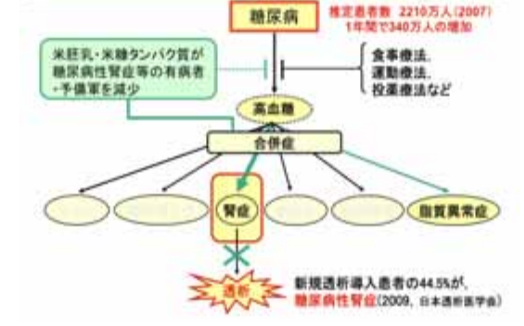 糖尿病
推定患者数 2210万人(2007)
1年間で340万人の増加
米胚乳・米糠タンパク質が
糖尿病性腎症等の有病者
・予備軍を減少
食事療法、
運動療法、
投薬療法など
高血糖
合併症
腎症
脂質異常症
透析
新規透析導入患者の44.5%が、
糖尿病性腎症(2009, 日本透析医学会)